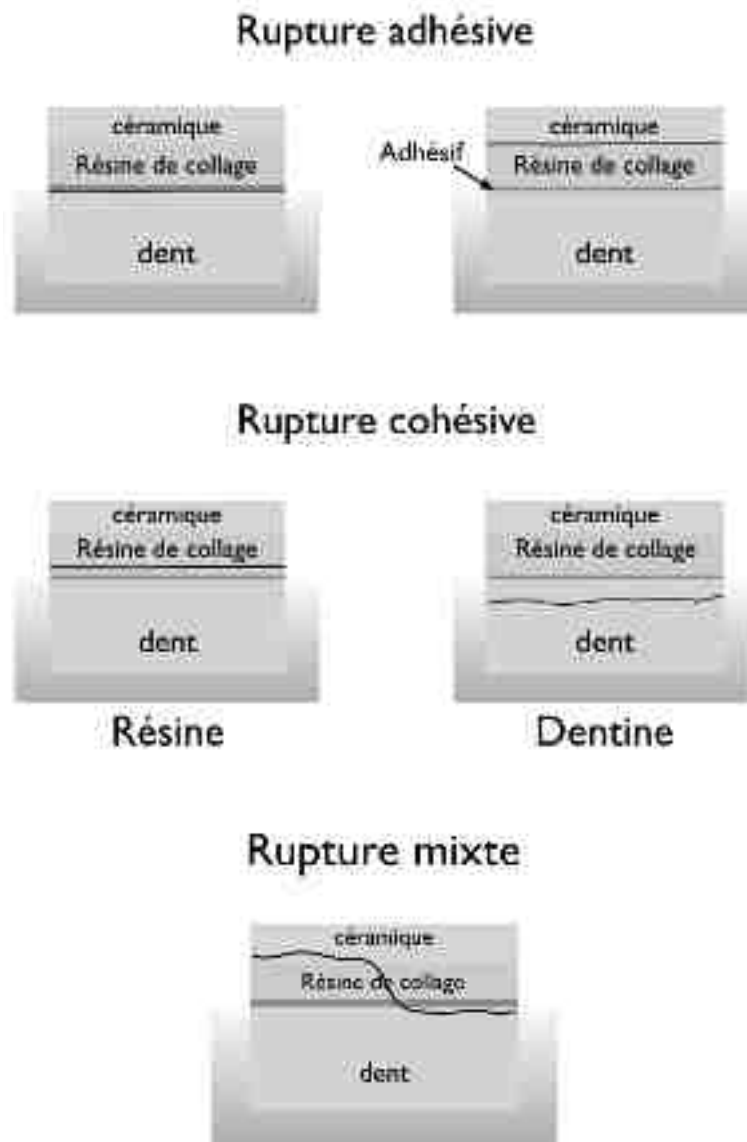 Rupture adhésive
céramique
Résine de collage
dent
Adhésif
céramique
Résine de collage
dent
Rupture cohésive
céramique
Résine de collage
dent
Résine
céramique
Résine de collage
dent
Dentine
Rupture mixte
céramique
Résine de collage
dent